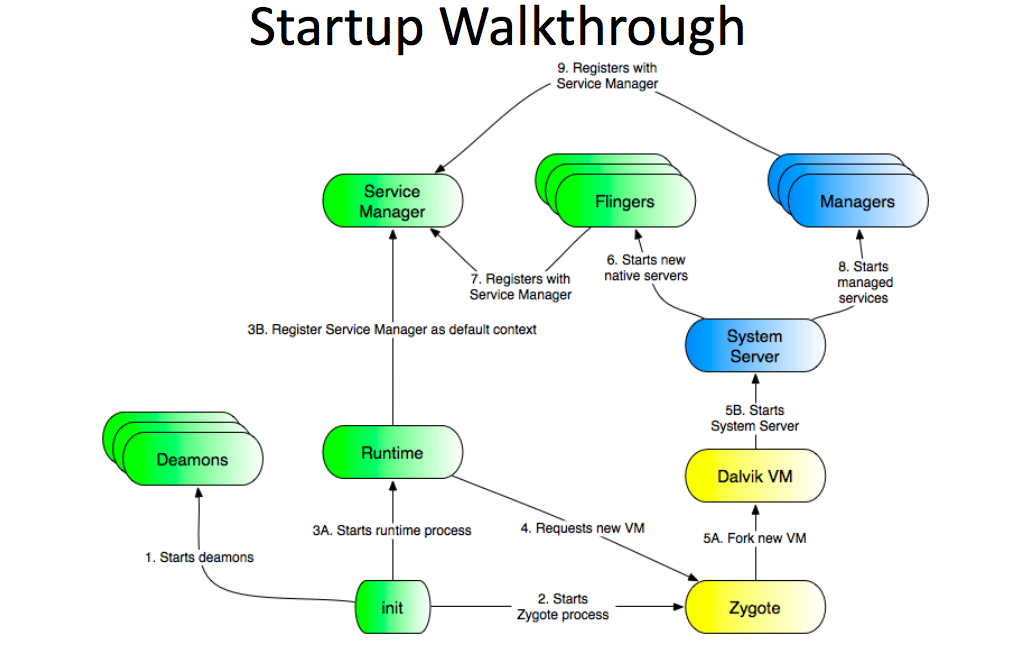 Startup Walkthrough
9. Registers with
Service Manager
Service
Manager
Flingers
Managers
6. Starts new
native servers
8. Starts
managed
services
7. Registers with
Service Manager
3B. Register Service Manager as default context
System
Server
5B. Starts
System Server
Deamons
Runtime
Dalvik VM
3A. Starts runtime process
4. Requests new VM
5A. Fork new VM
1. Starts deamons
init
2. Starts
Zygote process
Zygote